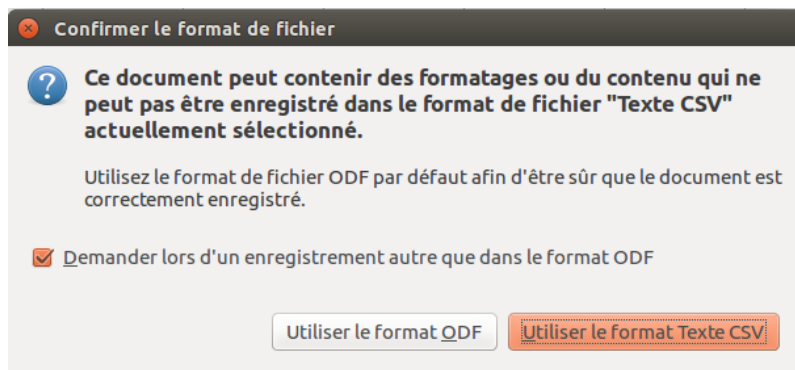 Confirmer le format de fichier
Ce document peut contenir des formatages ou du contenu qui ne
peut pas être enregistré dans le format de fichier "Texte CSV"
actuellement sélectionné.
Utilisez le format de fichier ODF par défaut afin d'être sûr que le document est
correctement enregistré.
Demander lors d'un enregistrement autre que dans le format ODF
Utiliser le format ODF
Utiliser le format Texte CSV